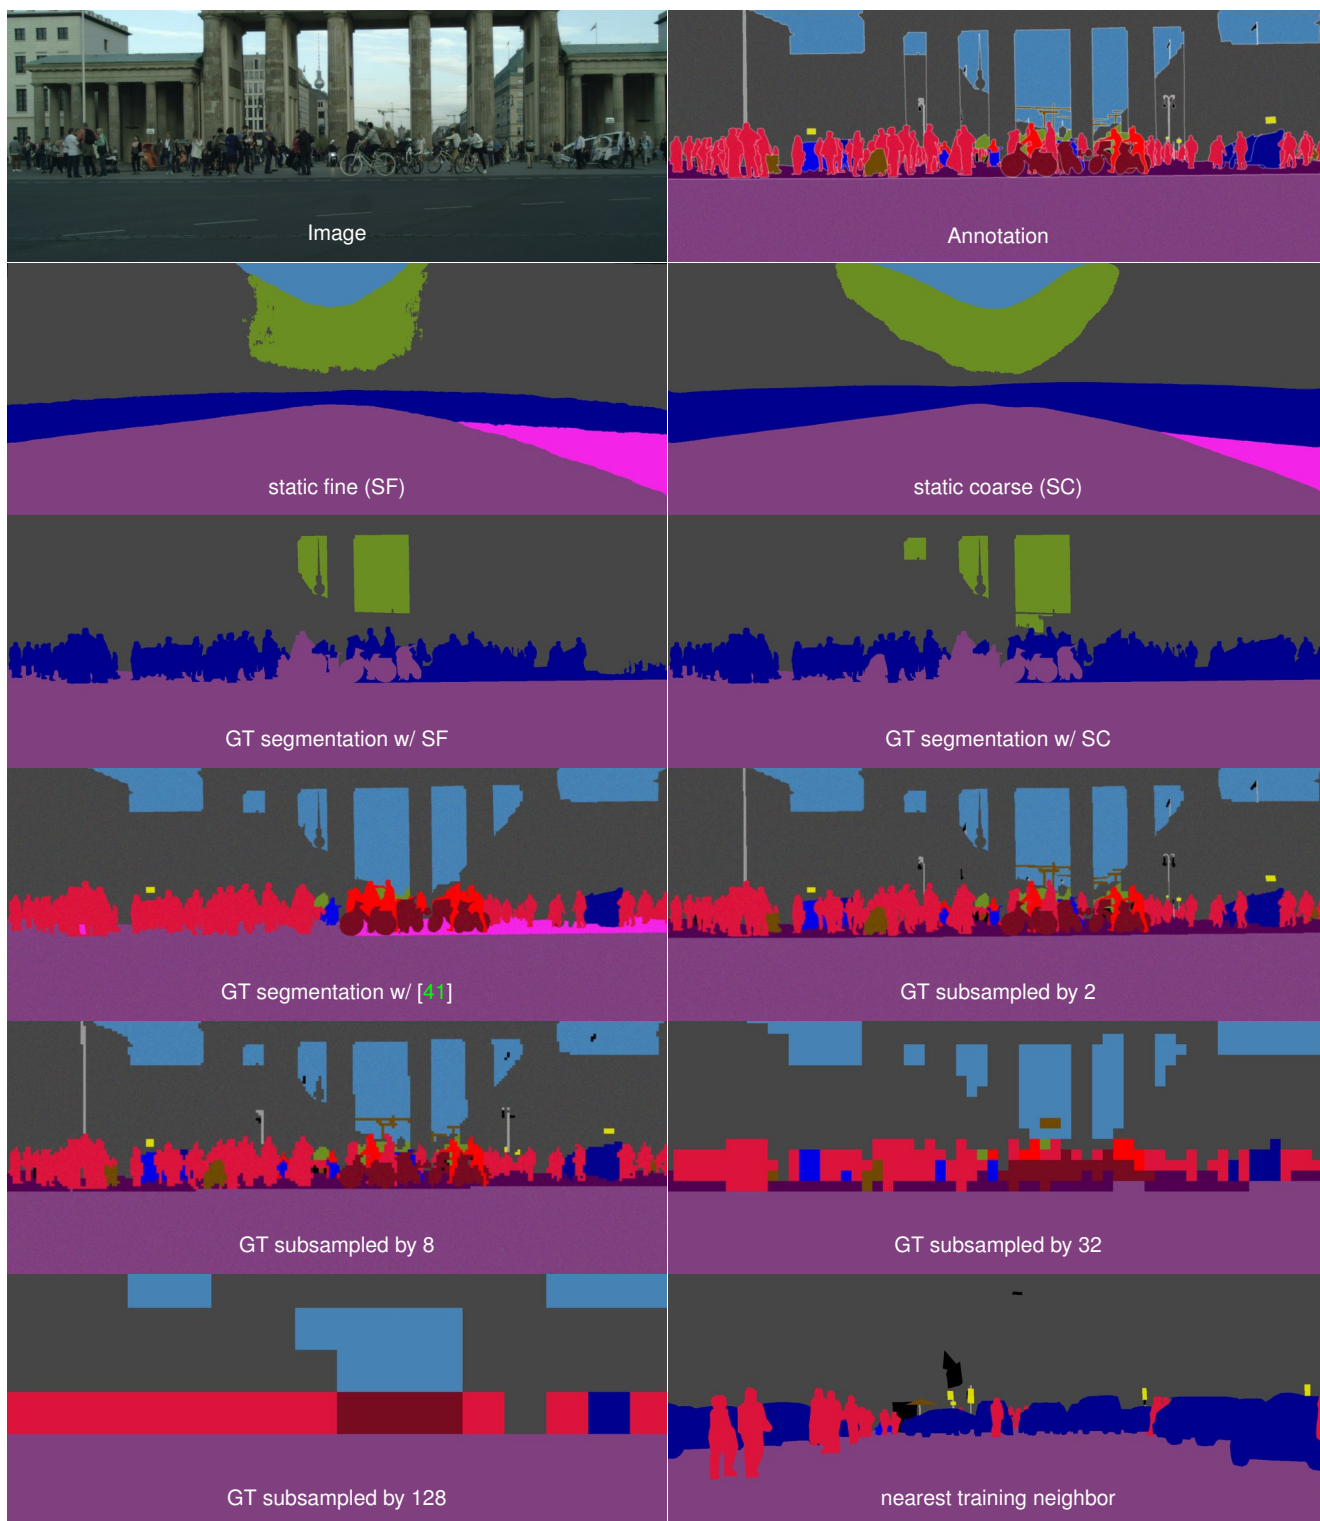 Image
Annotation
static fine (SF)
static coarse (SC)
GT segmentation w/ SF
GT segmentation w/ SC
GT segmentation w/ [41]
GT subsampled by 2
GT subsampled by 8
GT subsampled by 32
GT subsampled by 128
nearest training neighbor